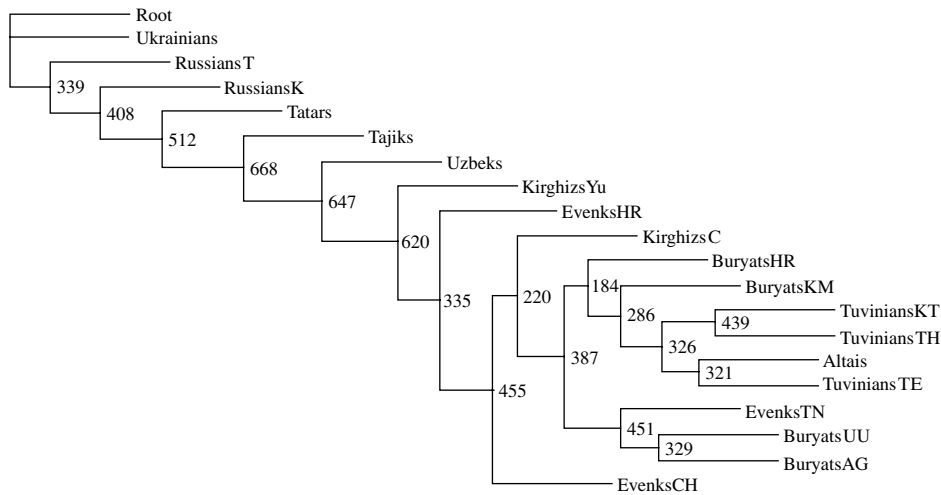 Root
Ukrainians
RussiansT
339
RussiansK
408
Tatars
512
Tajiks
668
Uzbeks
647
KirghizsYu
620
EvenksHR
335
KirghizsC
220
BuryatsHR
184
BuryatsKM
286
TuviniansKT
439
TuviniansTH
326
387
Altais
321
TuviniansTE
455
EvenksTN
451
BuryatsUU
329
BuryatsAG
EvenksCH